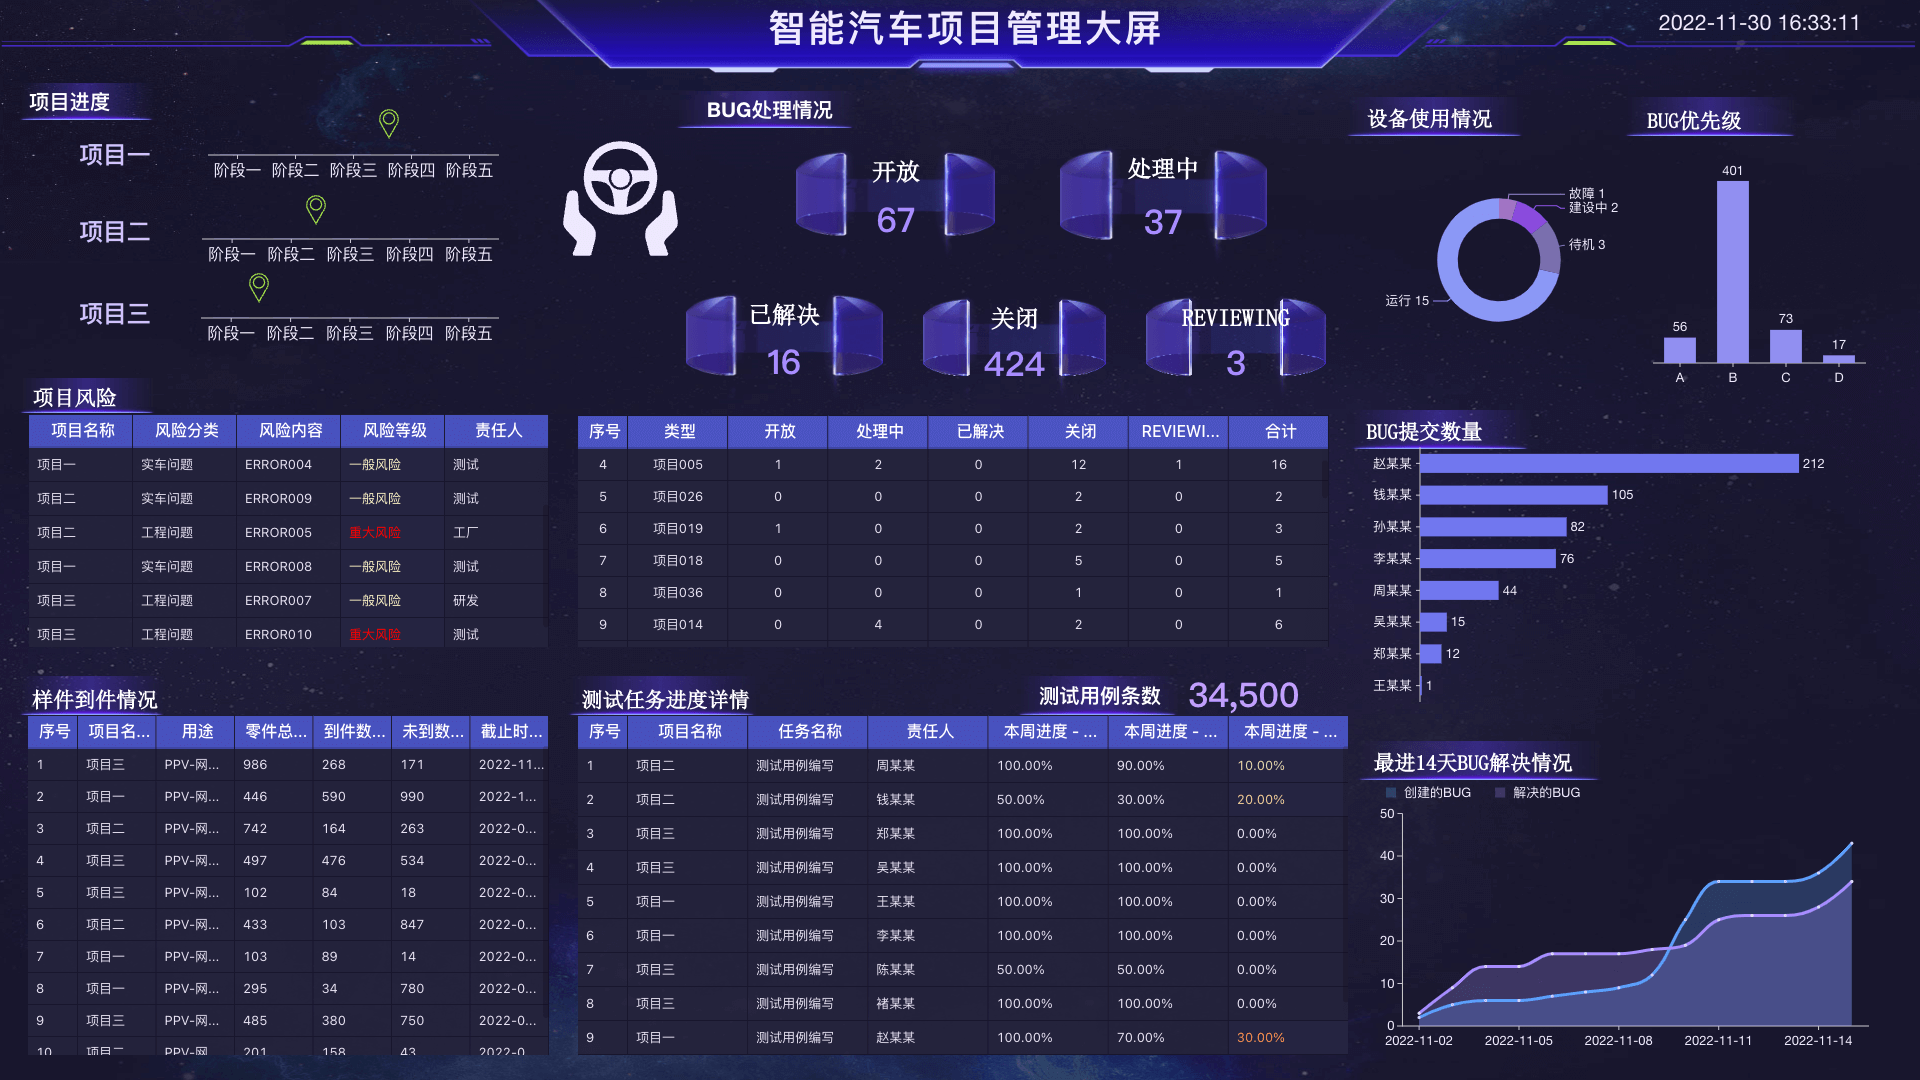 智能汽车项目管理大屏
2022-11-30 16:33:11
项目进度
项目一
阶段一 阶段二 阶段三 阶段四 阶段五
项目二
阶段一 阶段二 阶段三 阶段四 阶段五
项目三
阶段一 阶段二 阶段三 阶段四 阶段五
BUG处理情况
开放
67
处理中
37
已解决
16
关闭
424
REVIEWING
3
设备使用情况
故障 1
建设中 2
待机 3
运行 15
BUG优先级
401
56
73
17
A B C D
项目风险
项目名称 风险分类 风险内容 风险等级 责任人
项目一 实车问题 ERROR004 一般风险 测试
项目二 实车问题 ERROR009 一般风险 测试
项目二 工程问题 ERROR005 重大风险 工厂
项目一 实车问题 ERROR008 一般风险 测试
项目三 工程问题 ERROR007 一般风险 研发
项目三 工程问题 ERROR010 重大风险 测试
序号 类型 开放 处理中 已解决 关闭 REVIEWI... 合计
4 项目005 1 2 0 12 1 16
5 项目026 0 0 0 2 0 2
6 项目019 1 0 0 2 0 3
7 项目018 0 0 0 5 0 5
8 项目036 0 0 0 1 0 1
9 项目014 0 4 0 2 0 6
BUG提交数量
赵某某 212
钱某某 105
孙某某 82
李某某 76
周某某 44
吴某某 15
郑某某 12
王某某 1
样件到件情况
序号 项目名... 用途 零件总... 到件数... 未到数... 截止时...
1 项目三 PPV-网... 986 268 171 2022-11...
2 项目一 PPV-网... 446 590 990 2022-1...
3 项目二 PPV-网... 742 164 263 2022-0...
4 项目三 PPV-网... 497 476 534 2022-0...
5 项目三 PPV-网... 102 84 18 2022-0...
6 项目二 PPV-网... 433 103 847 2022-0...
7 项目一 PPV-网... 103 89 14 2022-0...
8 项目一 PPV-网... 295 34 780 2022-0...
9 项目三 PPV-网... 485 380 750 2022-0...
10 项目二 PPV-网 201 158 43 2022-0
测试任务进度详情
测试用例条数 34,500
序号 项目名称 任务名称 责任人 本周进度 - ... 本周进度 - ... 本周进度 - ...
1 项目二 测试用例编写 周某某 100.00% 90.00% 10.00%
2 项目二 测试用例编写 钱某某 50.00% 30.00% 20.00%
3 项目三 测试用例编写 郑某某 100.00% 100.00% 0.00%
4 项目三 测试用例编写 吴某某 100.00% 100.00% 0.00%
5 项目一 测试用例编写 王某某 100.00% 100.00% 0.00%
6 项目一 测试用例编写 李某某 100.00% 100.00% 0.00%
7 项目三 测试用例编写 陈某某 50.00% 50.00% 0.00%
8 项目三 测试用例编写 褚某某 100.00% 100.00% 0.00%
9 项目一 测试用例编写 赵某某 100.00% 70.00% 30.00%
最进14天BUG解决情况
创建的BUG 解决的BUG
50
40
30
20
10
0
2022-11-02 2022-11-05 2022-11-08 2022-11-11 2022-11-14